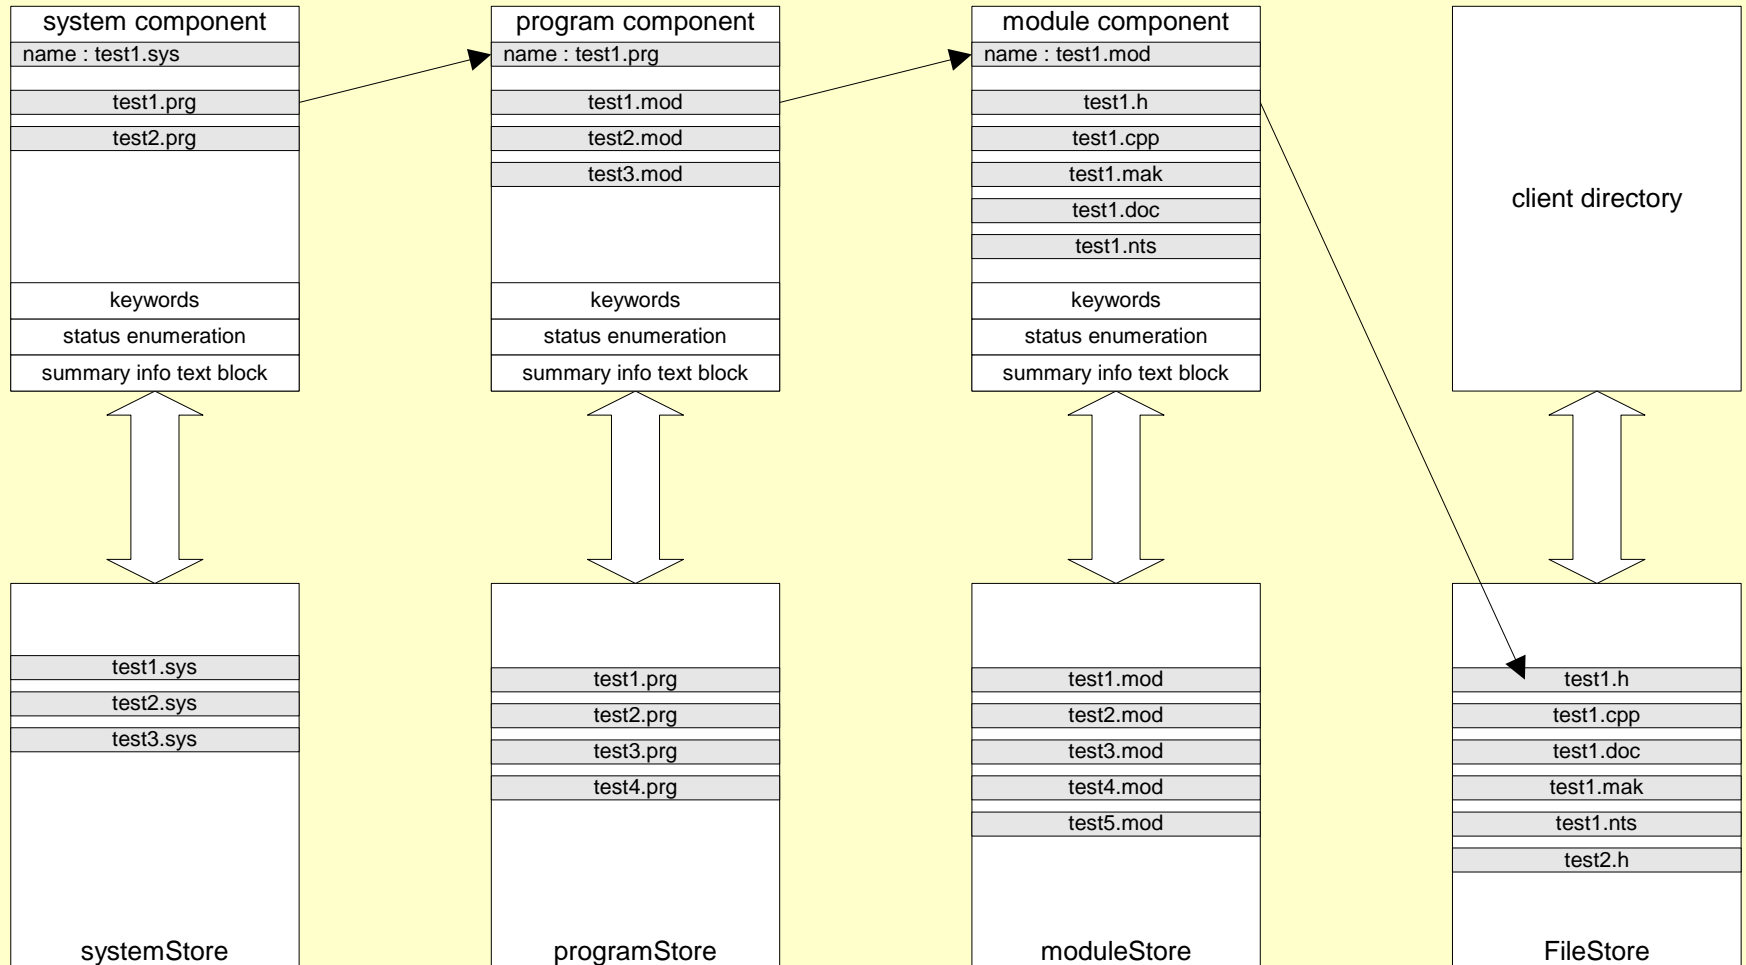 system component
name : test1.sys
test1.prg
test2.prg
keywords
status enumeration
summary info text block
program component
name : test1.prg
test1.mod
test2.mod
test3.mod
keywords
status enumeration
summary info text block
module component
name : test1.mod
test1.h
test1.cpp
test1.mak
test1.doc
test1.nts
keywords
status enumeration
summary info text block
client directory
test1.sys
test2.sys
test3.sys
systemStore
test1.prg
test2.prg
test3.prg
test4.prg
programStore
test1.mod
test2.mod
test3.mod
test4.mod
test5.mod
moduleStore
test1.h
test1.cpp
test1.doc
test1.mak
test1.nts
test2.h
FileStore